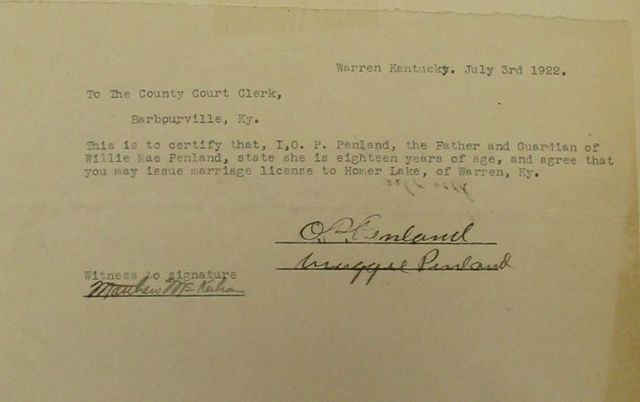 Warren Kentucky. July 3rd 1922.
To The County Court Clerk,
Barbourville, Ky.
This is to certify that, I,O. P. Penland, the Father and Guardian of
Willie Mae Penland, state she is eighteen years of age, and agree that
you may issue marriage license to Homer Lake, of Warren, Ky.
O.P. Penland
Maggie Penland
Witness to signature
Matthew